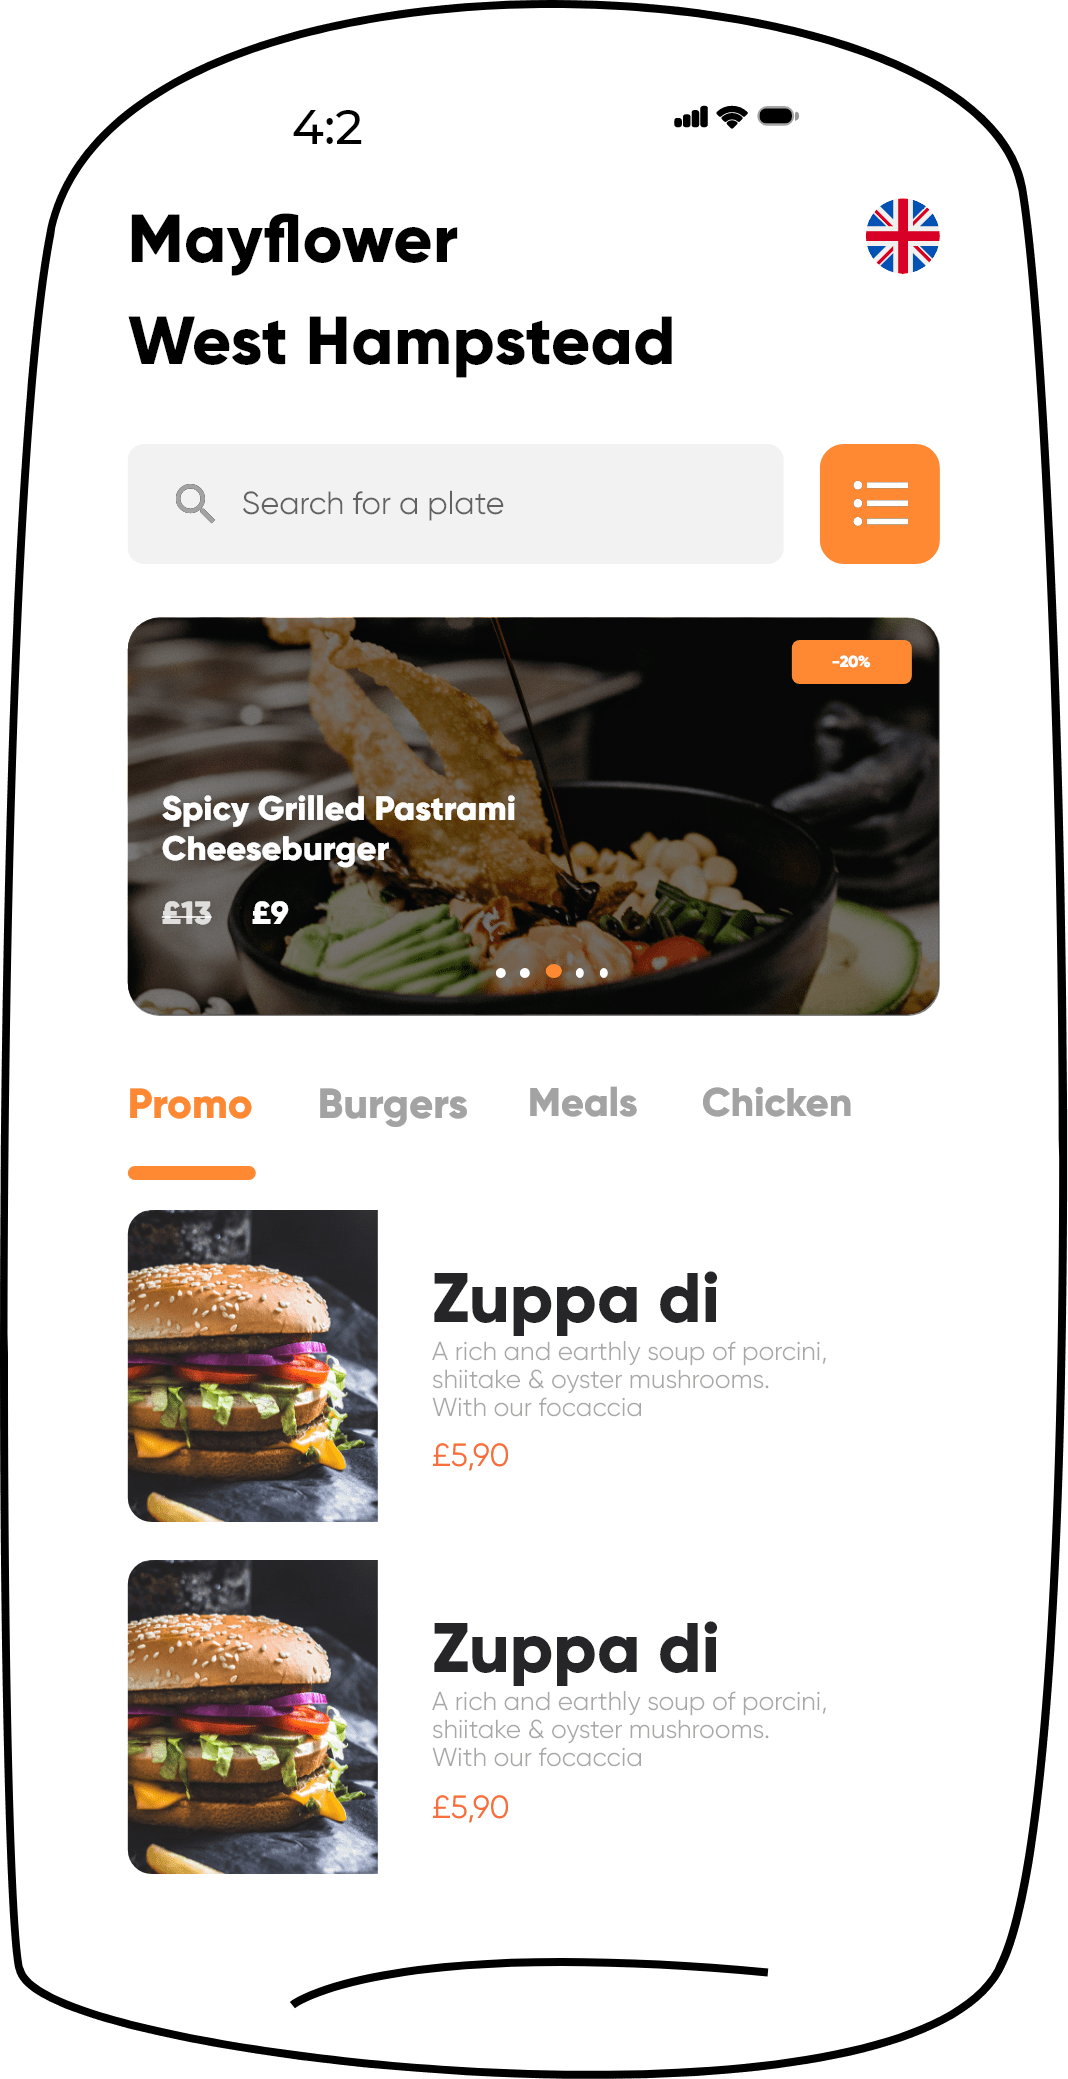 4:2
Mayflower
West Hampstead
Search for a plate
-20%
Spicy Grilled Pastrami
Cheeseburger
£13 £9
Promo Burgers Meals Chicken
Zuppa di
A rich and earthly soup of porcini,
shiitake & oyster mushrooms.
With our focaccia
£5,90
Zuppa di
A rich and earthly soup of porcini,
shiitake & oyster mushrooms.
With our focaccia
£5,90